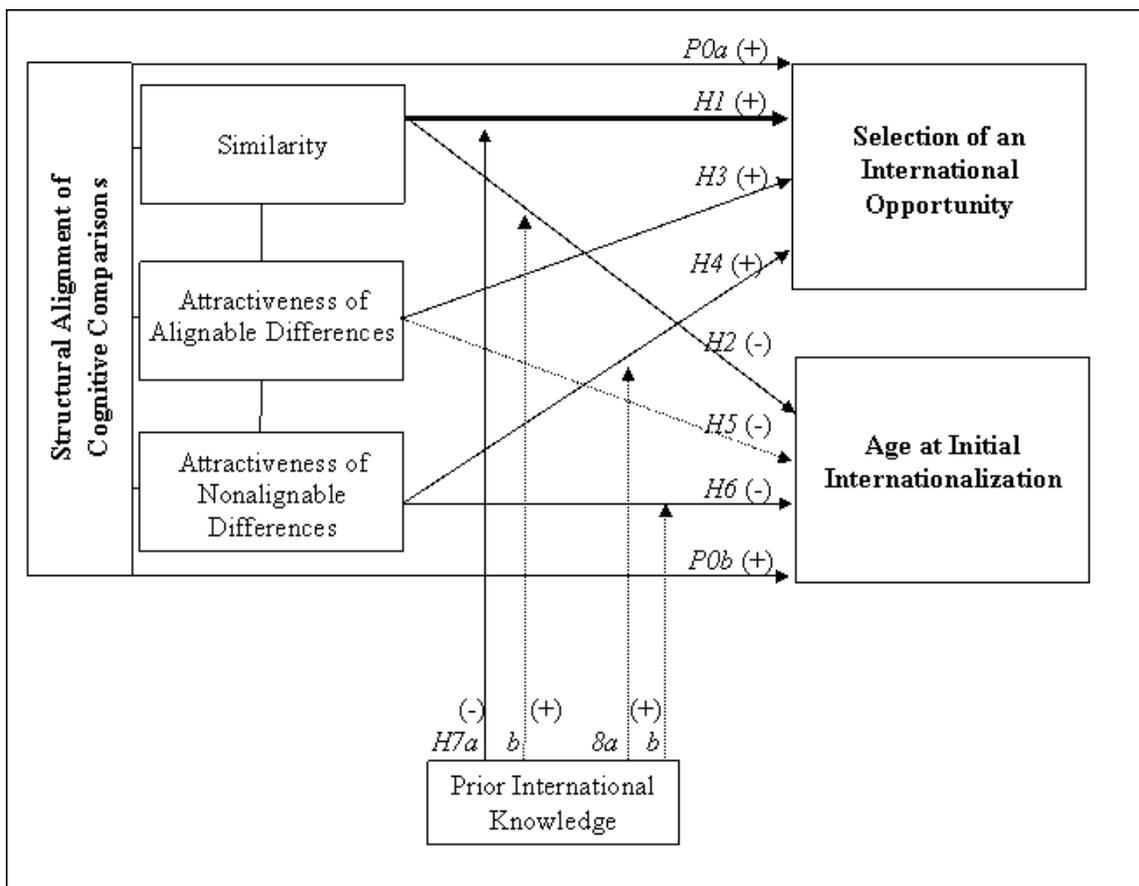 Structural Alignment of
Cognitive Comparisons
Similarity
Attractiveness of
Alignable Differences
Attractiveness of
Nonalignable
Differences
P0a (+)
H1 (+)
H3 (+)
H4 (+)
H2 (-)
H5 (-)
H6 (-)
P0b (+)
Selection of an
International
Opportunity
Age at Initial
Internationalization
(-) (+) (+)
H7a b 8a b
Prior International
Knowledge